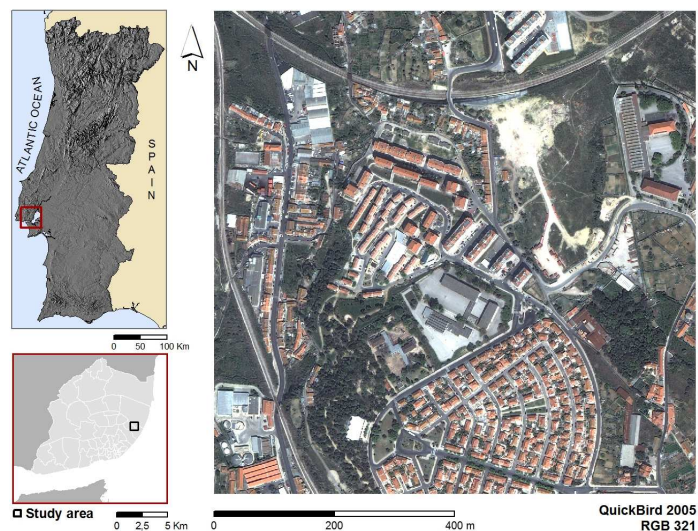 ATLANTIC OCEAN
SPAIN
N
0 50 100 Km
Study area
0 2.5 5 Km
0 200 400 m
QuickBird 2005
RGB 321